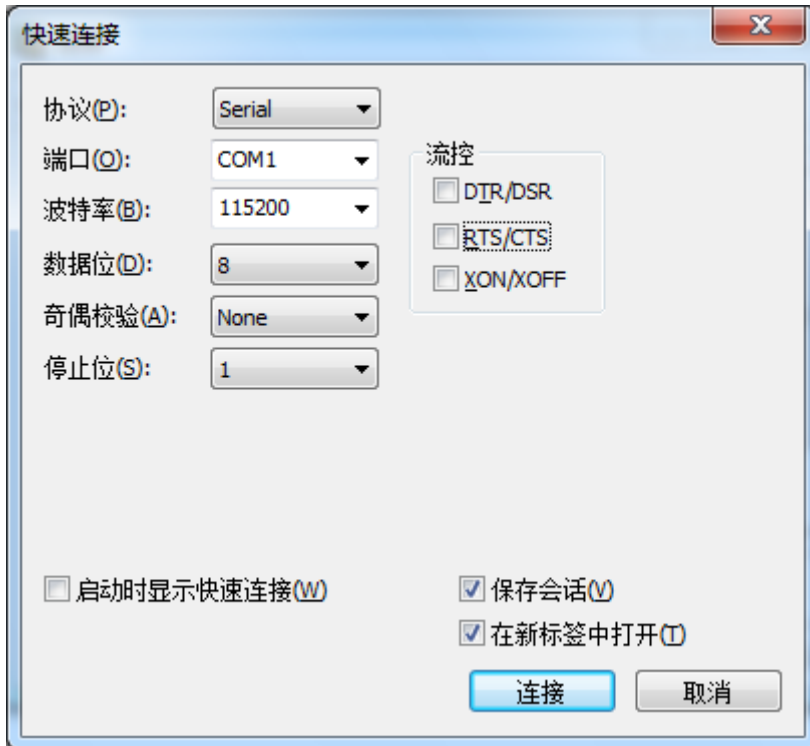 快速连接
协议(P): Serial
端口(O): COM1
波特率(B): 115200
数据位(D): 8
奇偶校验(A): None
停止位(S): 1
流控
DTR/DSR
RTS/CTS
XON/XOFF
启动时显示快速连接(W)
保存会话(V)
在新标签中打开(T)
连接
取消